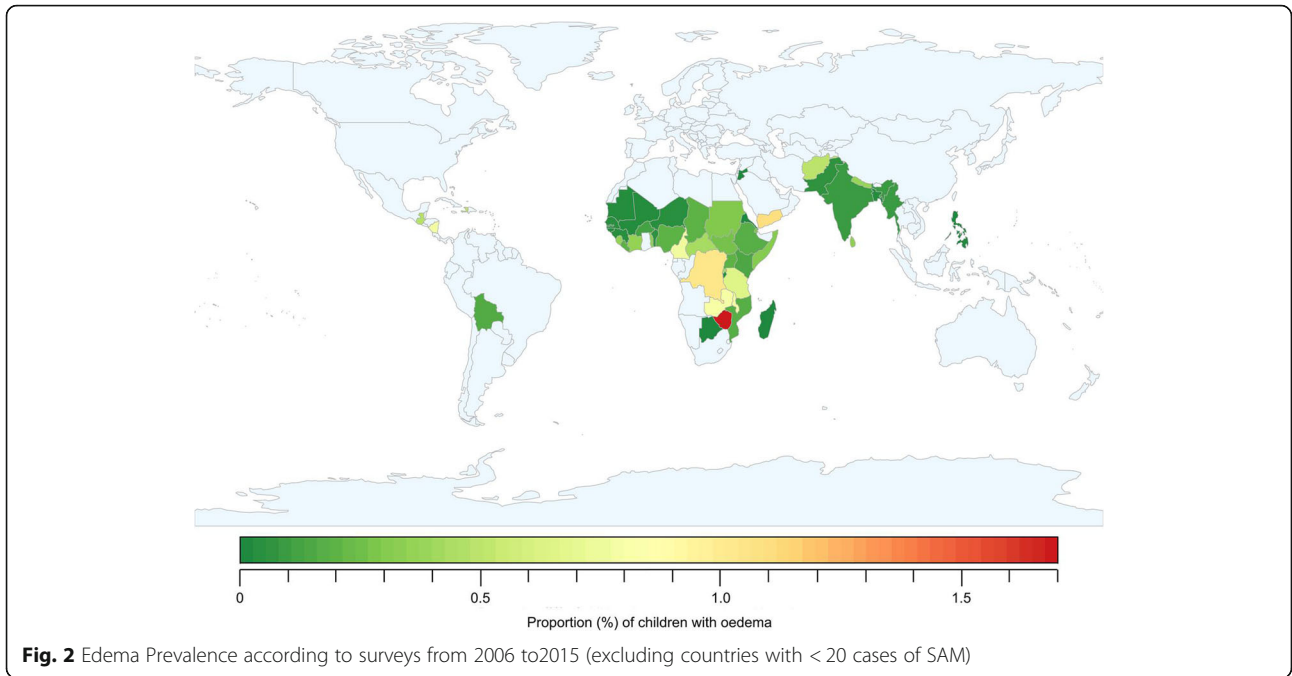 0 0.5 1.0 1.5
Proportion (%) of children with oedema
Fig. 2 Edema Prevalence according to surveys from 2006 to2015 (excluding countries with < 20 cases of SAM)